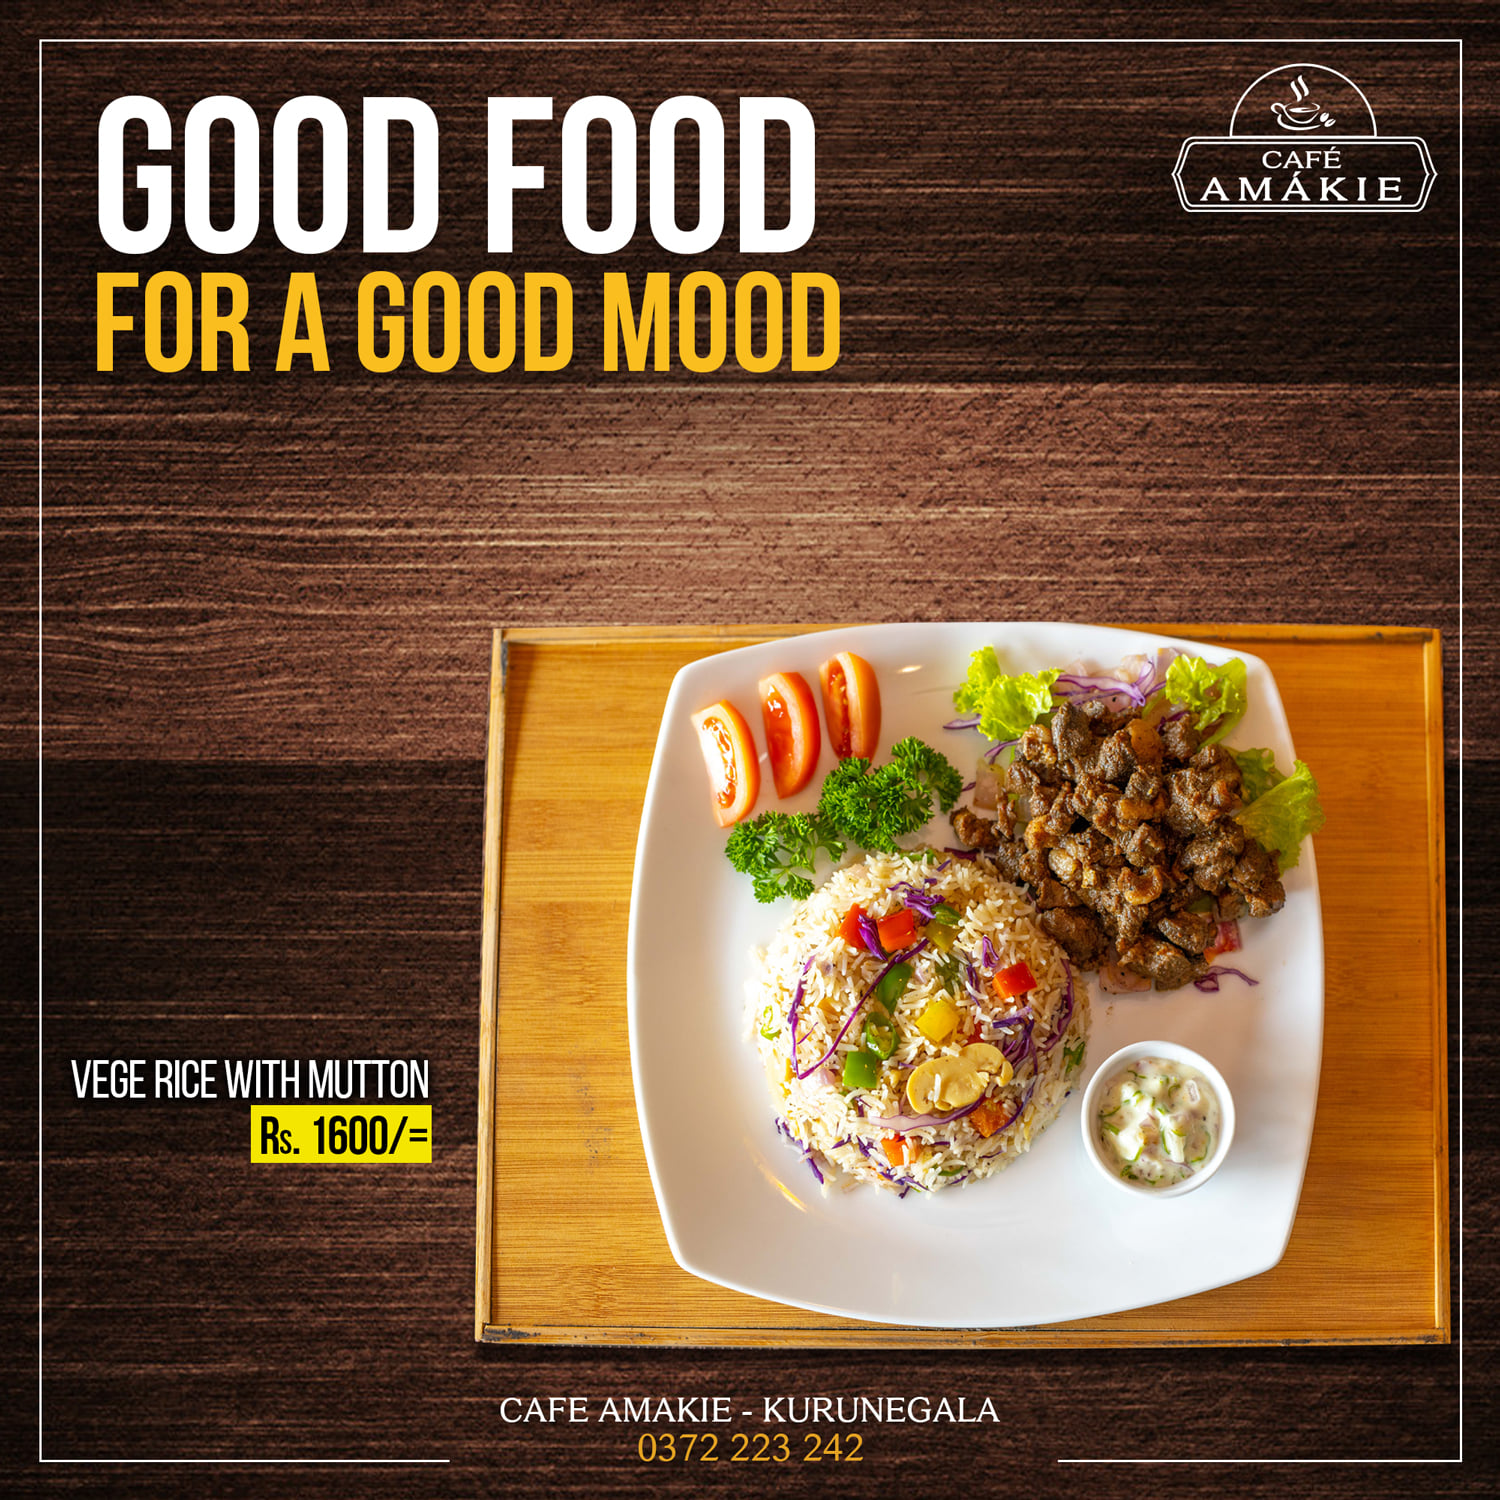 GOOD FOOD
FOR A GOOD MOOD
CAFÉ
AMÁKIE
VEGE RICE WITH MUTTON
Rs. 1600/=
CAFE AMAKIE - KURUNEGALA
0372 223 242